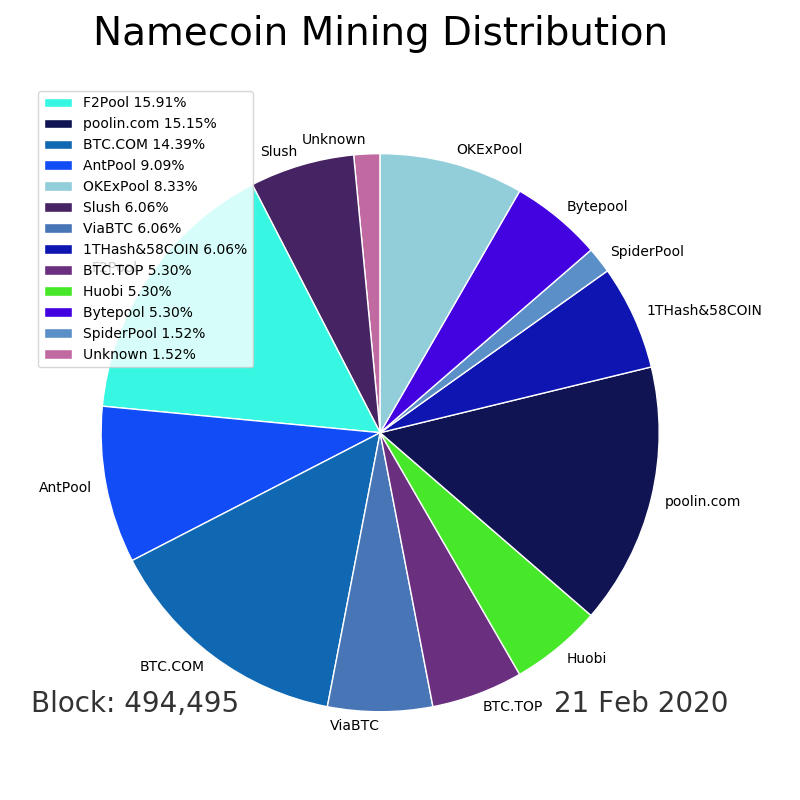 Namecoin Mining Distribution
F2Pool 15.91%
poolin.com 15.15%
BTC.COM 14.39%
AntPool 9.09%
OKExPool 8.33%
Slush 6.06%
ViaBTC 6.06%
1THash&58COIN 6.06%
BTC.TOP 5.30%
Huobi 5.30%
Bytepool 5.30%
SpiderPool 1.52%
Unknown 1.52%
Unknown
Slush
OKExPool
Bytepool
SpiderPool
1THash&58COIN
F2Pool
AntPool
poolin.com
BTC.COM
Huobi
ViaBTC
BTC.TOP
Block: 494,495
21 Feb 2020